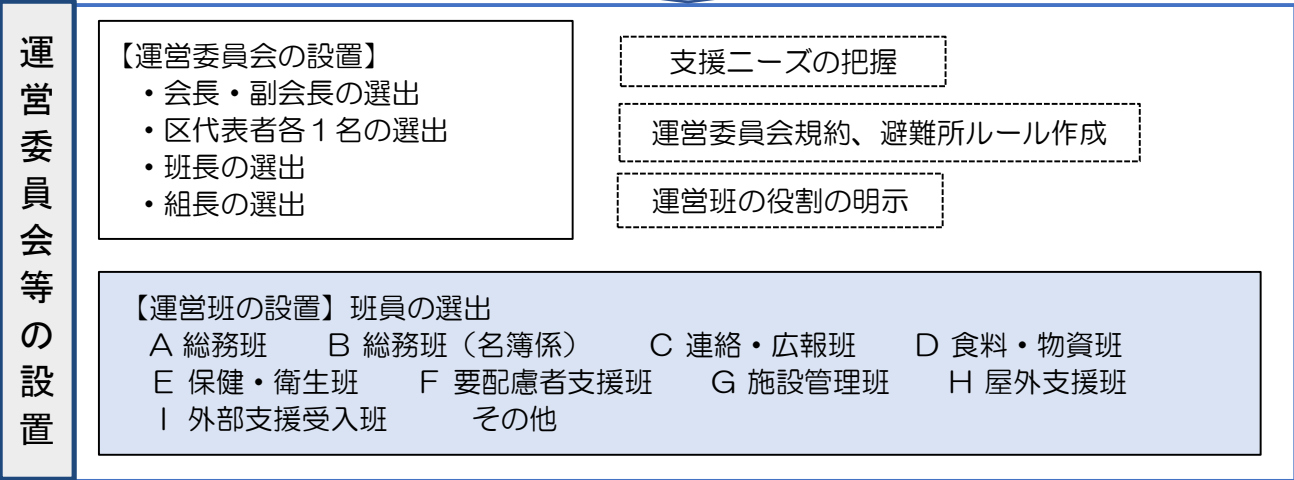 運営委員会等の設置
【運営委員会の設置】
・会長・副会長の選出
・区代表者各１名の選出
・班長の選出
・組長の選出
支援ニーズの把握
運営委員会規約、避難所ルール作成
運営班の役割の明示
【運営班の設置】班員の選出
Ａ 総務班　　Ｂ 総務班（名簿係）　　Ｃ 連絡・広報班　　Ｄ 食料・物資班
Ｅ 保健・衛生班　　Ｆ 要配慮者支援班　　Ｇ 施設管理班　　Ｈ 屋外支援班
Ｉ 外部支援受入班　　　その他